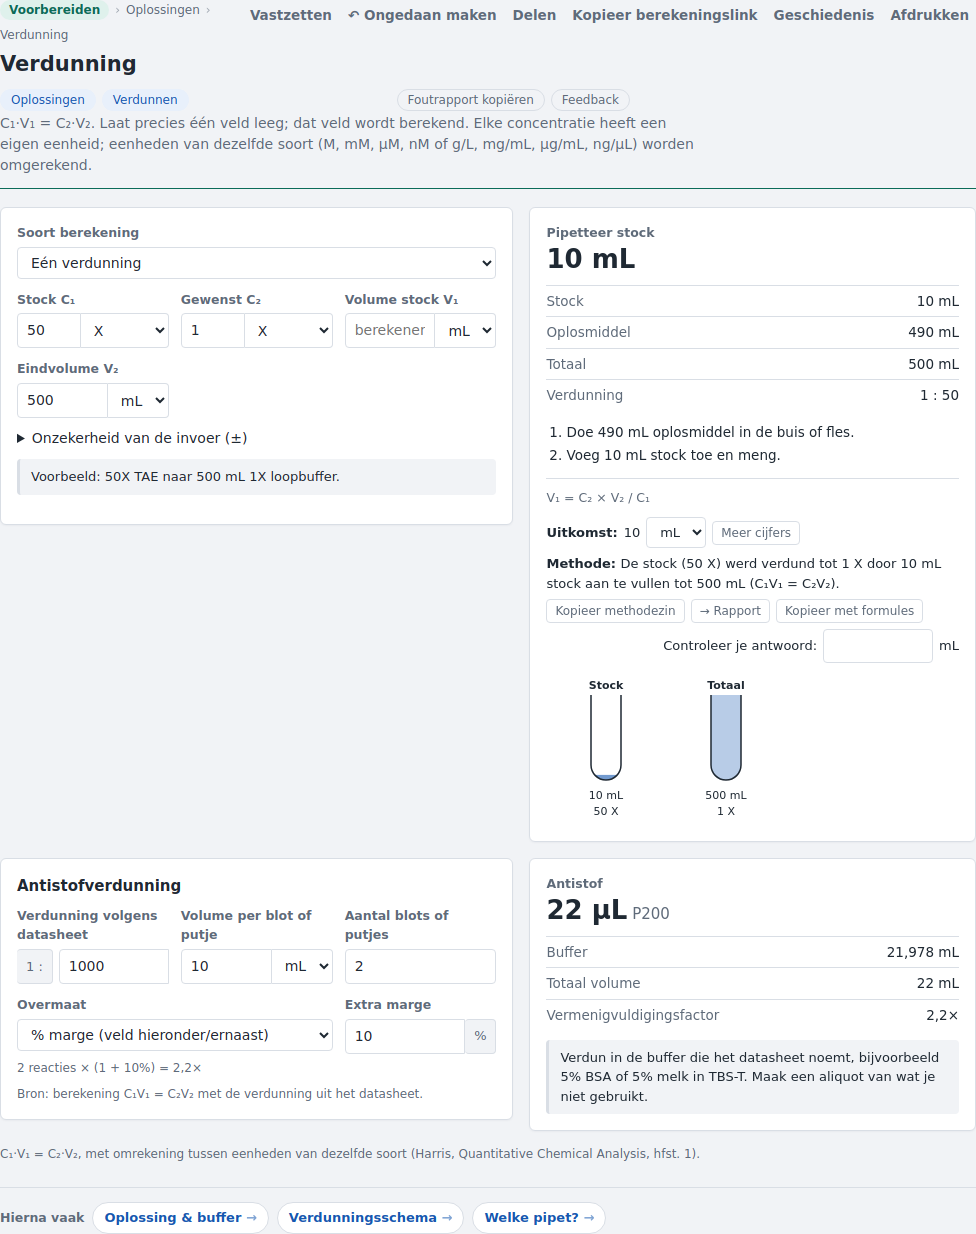 Voorbereiden › Oplossingen ›
Verdunning
Vastzetten ↶ Ongedaan maken Delen Kopieer berekeningslink Geschiedenis Afdrukken
Verdunning
Oplossingen Verdunnen
Foutrapport kopiëren Feedback
C₁·V₁ = C₂·V₂. Laat precies één veld leeg; dat veld wordt berekend. Elke concentratie heeft een
eigen eenheid; eenheden van dezelfde soort (M, mM, µM, nM of g/L, mg/mL, µg/mL, ng/µL) worden
omgerekend.
Soort berekening
Eén verdunning
Stock C₁ Gewenst C₂ Volume stock V₁
50 X 1 X berekenen mL
Eindvolume V₂
500 mL
▶ Onzekerheid van de invoer (±)
Voorbeeld: 50X TAE naar 500 mL 1X loopbuffer.
Pipetteer stock
10 mL
Stock 10 mL
Oplosmiddel 490 mL
Totaal 500 mL
Verdunning 1 : 50
1. Doe 490 mL oplosmiddel in de buis of fles.
2. Voeg 10 mL stock toe en meng.
V₁ = C₂ × V₂ / C₁
Uitkomst: 10 mL Meer cijfers
Methode: De stock (50 X) werd verdund tot 1 X door 10 mL
stock aan te vullen tot 500 mL (C₁V₁ = C₂V₂).
Kopieer methodezin → Rapport Kopieer met formules
Controleer je antwoord: mL
Stock Totaal
10 mL 500 mL
50 X 1 X
Antistofverdunning
Verdunning volgens
datasheet
Volume per blot of
putje
Aantal blots of
putjes
1 : 1000 10 mL 2
Overmaat Extra marge
% marge (veld hieronder/ernaast) 10 %
2 reacties × (1 + 10%) = 2,2×
Bron: berekening C₁V₁ = C₂V₂ met de verdunning uit het datasheet.
Antistof
22 µL P200
Buffer 21,978 mL
Totaal volume 22 mL
Vermenigvuldigingsfactor 2,2×
Verdun in de buffer die het datasheet noemt, bijvoorbeeld
5% BSA of 5% melk in TBS-T. Maak een aliquot van wat je
niet gebruikt.
C₁·V₁ = C₂·V₂, met omrekening tussen eenheden van dezelfde soort (Harris, Quantitative Chemical Analysis, hfst. 1).
Hierna vaak Oplossing & buffer → Verdunningsschema → Welke pipet? →